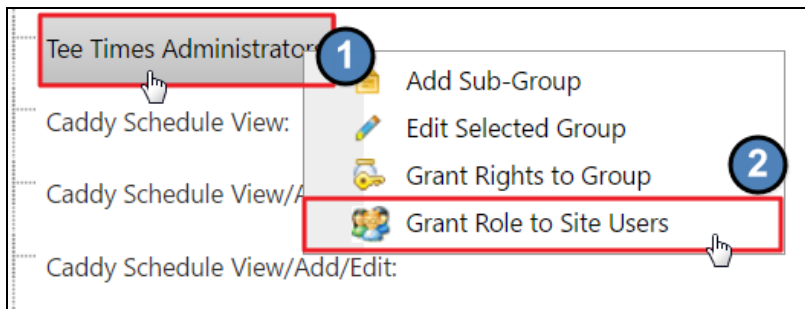 Tee Times Administrators
1
Add Sub-Group
Caddy Schedule View:
Edit Selected Group
2
Grant Rights to Group
Caddy Schedule View/A
Grant Role to Site Users
Caddy Schedule View/Add/Edit: